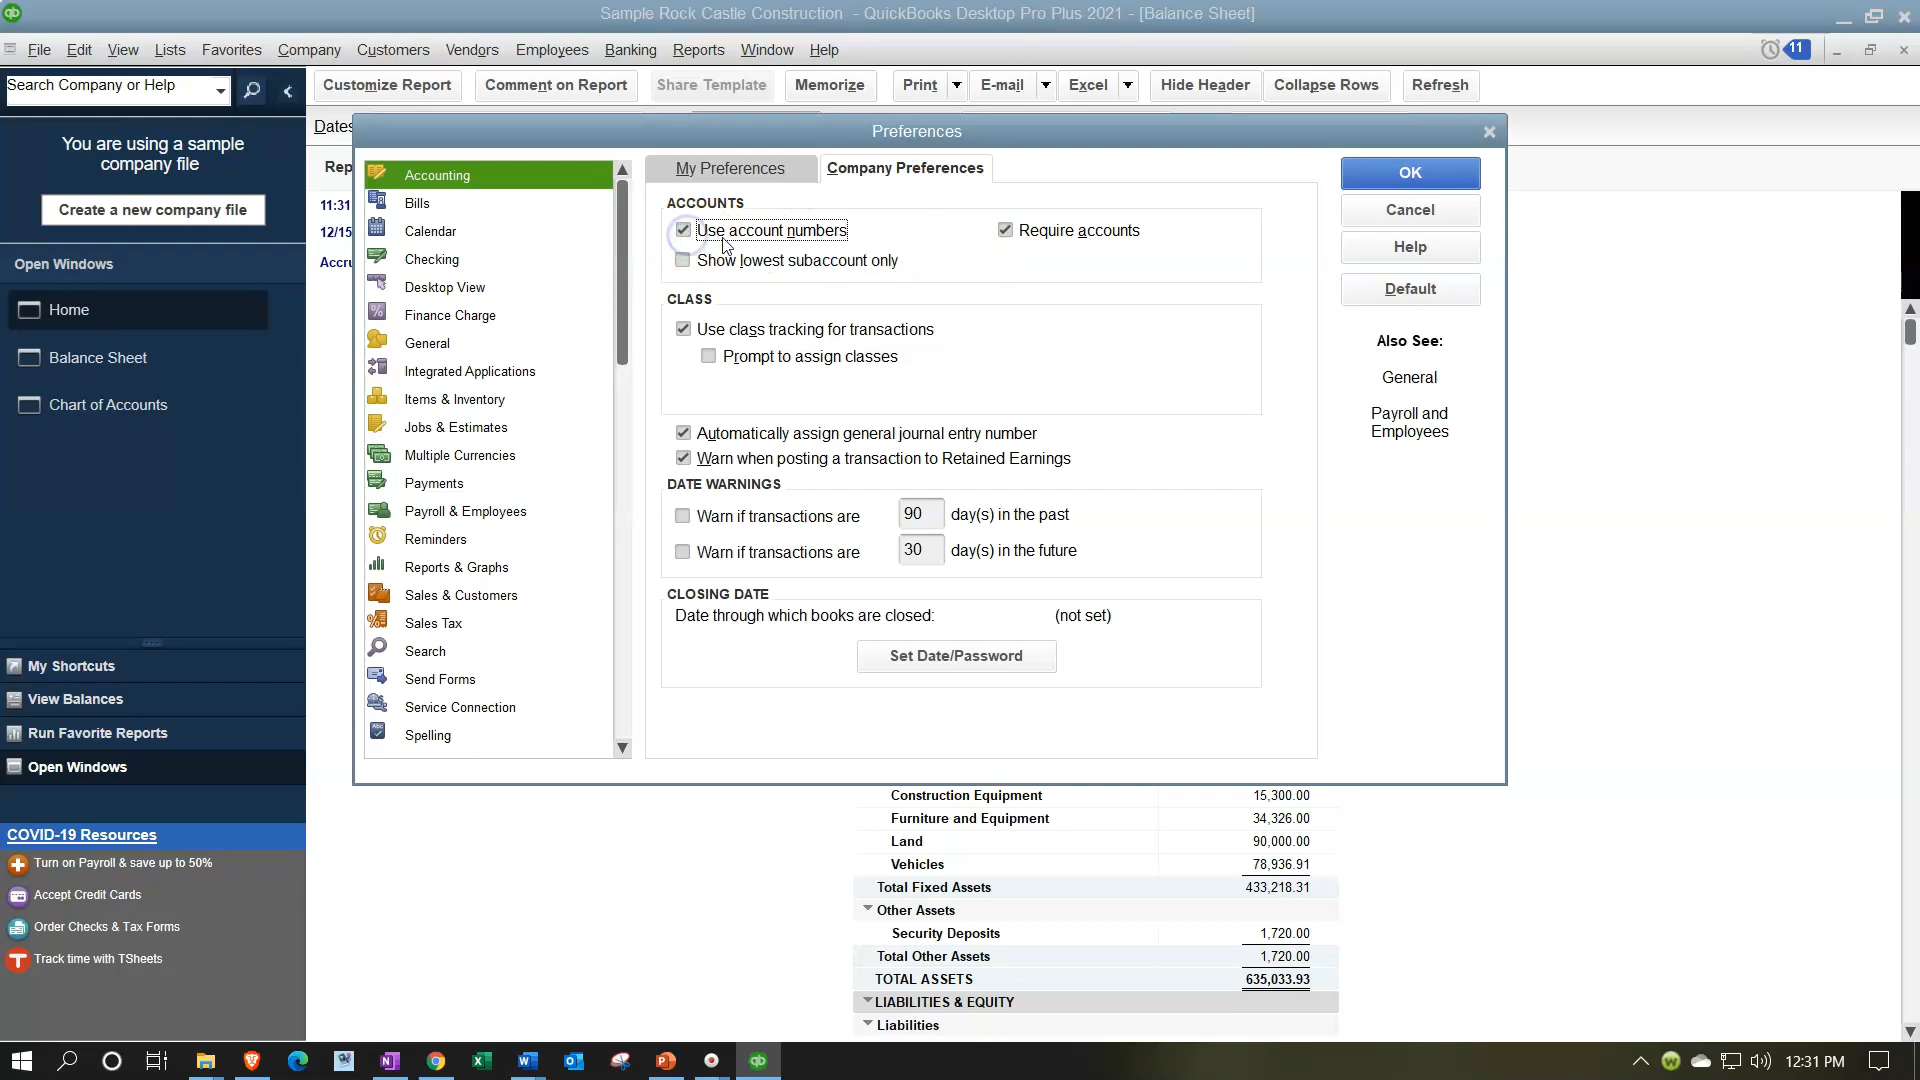 Sample Rock Castle Construction - QuickBooks Desktop Pro Plus 2021 - [Balance Sheet]
File Edit View Lists Favorites Company Customers Vendors Employees Banking Reports Window Help 11
Search Company or Help
Customize Report Comment on Report Share Template Memorize Print E-mail Excel Hide Header Collapse Rows Refresh
You are using a sample
company file
Create a new company file
Open Windows
Home
Balance Sheet
Chart of Accounts
My Shortcuts
View Balances
Run Favorite Reports
Open Windows
COVID-19 Resources
Turn on Payroll & save up to 50%
Accept Credit Cards
Order Checks & Tax Forms
Track time with TSheets
Dates
Rep
11:31
12/15
Accru
Preferences
Accounting
Bills
Calendar
Checking
Desktop View
Finance Charge
General
Integrated Applications
Items & Inventory
Jobs & Estimates
Multiple Currencies
Payments
Payroll & Employees
Reminders
Reports & Graphs
Sales & Customers
Sales Tax
Search
Send Forms
Service Connection
Spelling
My Preferences Company Preferences
ACCOUNTS
Use account numbers Require accounts
Show lowest subaccount only
CLASS
Use class tracking for transactions
Prompt to assign classes
Automatically assign general journal entry number
Warn when posting a transaction to Retained Earnings
DATE WARNINGS
Warn if transactions are 90 day(s) in the past
Warn if transactions are 30 day(s) in the future
CLOSING DATE
Date through which books are closed: (not set)
Set Date/Password
OK
Cancel
Help
Default
Also See:
General
Payroll and
Employees
Construction Equipment 15,300.00
Furniture and Equipment 34,326.00
Land 90,000.00
Vehicles 78,936.91
Total Fixed Assets 433,218.31
Other Assets
Security Deposits 1,720.00
Total Other Assets 1,720.00
TOTAL ASSETS 635,033.93
LIABILITIES & EQUITY
Liabilities
12:31 PM